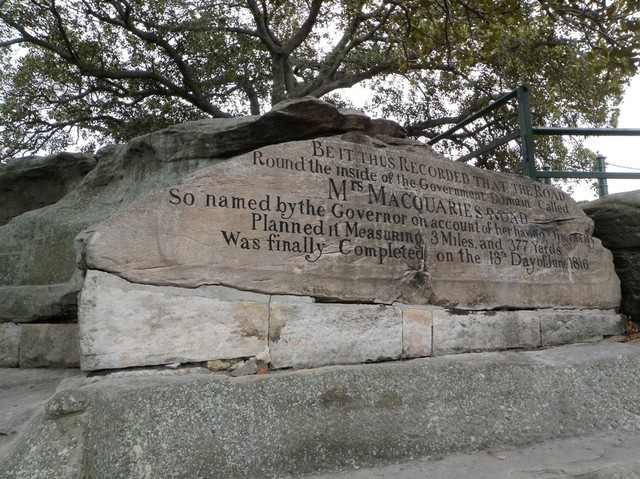 BE IT THUS RECORDED THAT THE ROAD
Round the inside of the Government Domain Called
Mrs MACQUARIES ROAD
So named by the Governor on account of her having Originally
Planned it Measuring 3 Miles, and 377 Yards
Was finally Completed on the 13th Day of June 1816